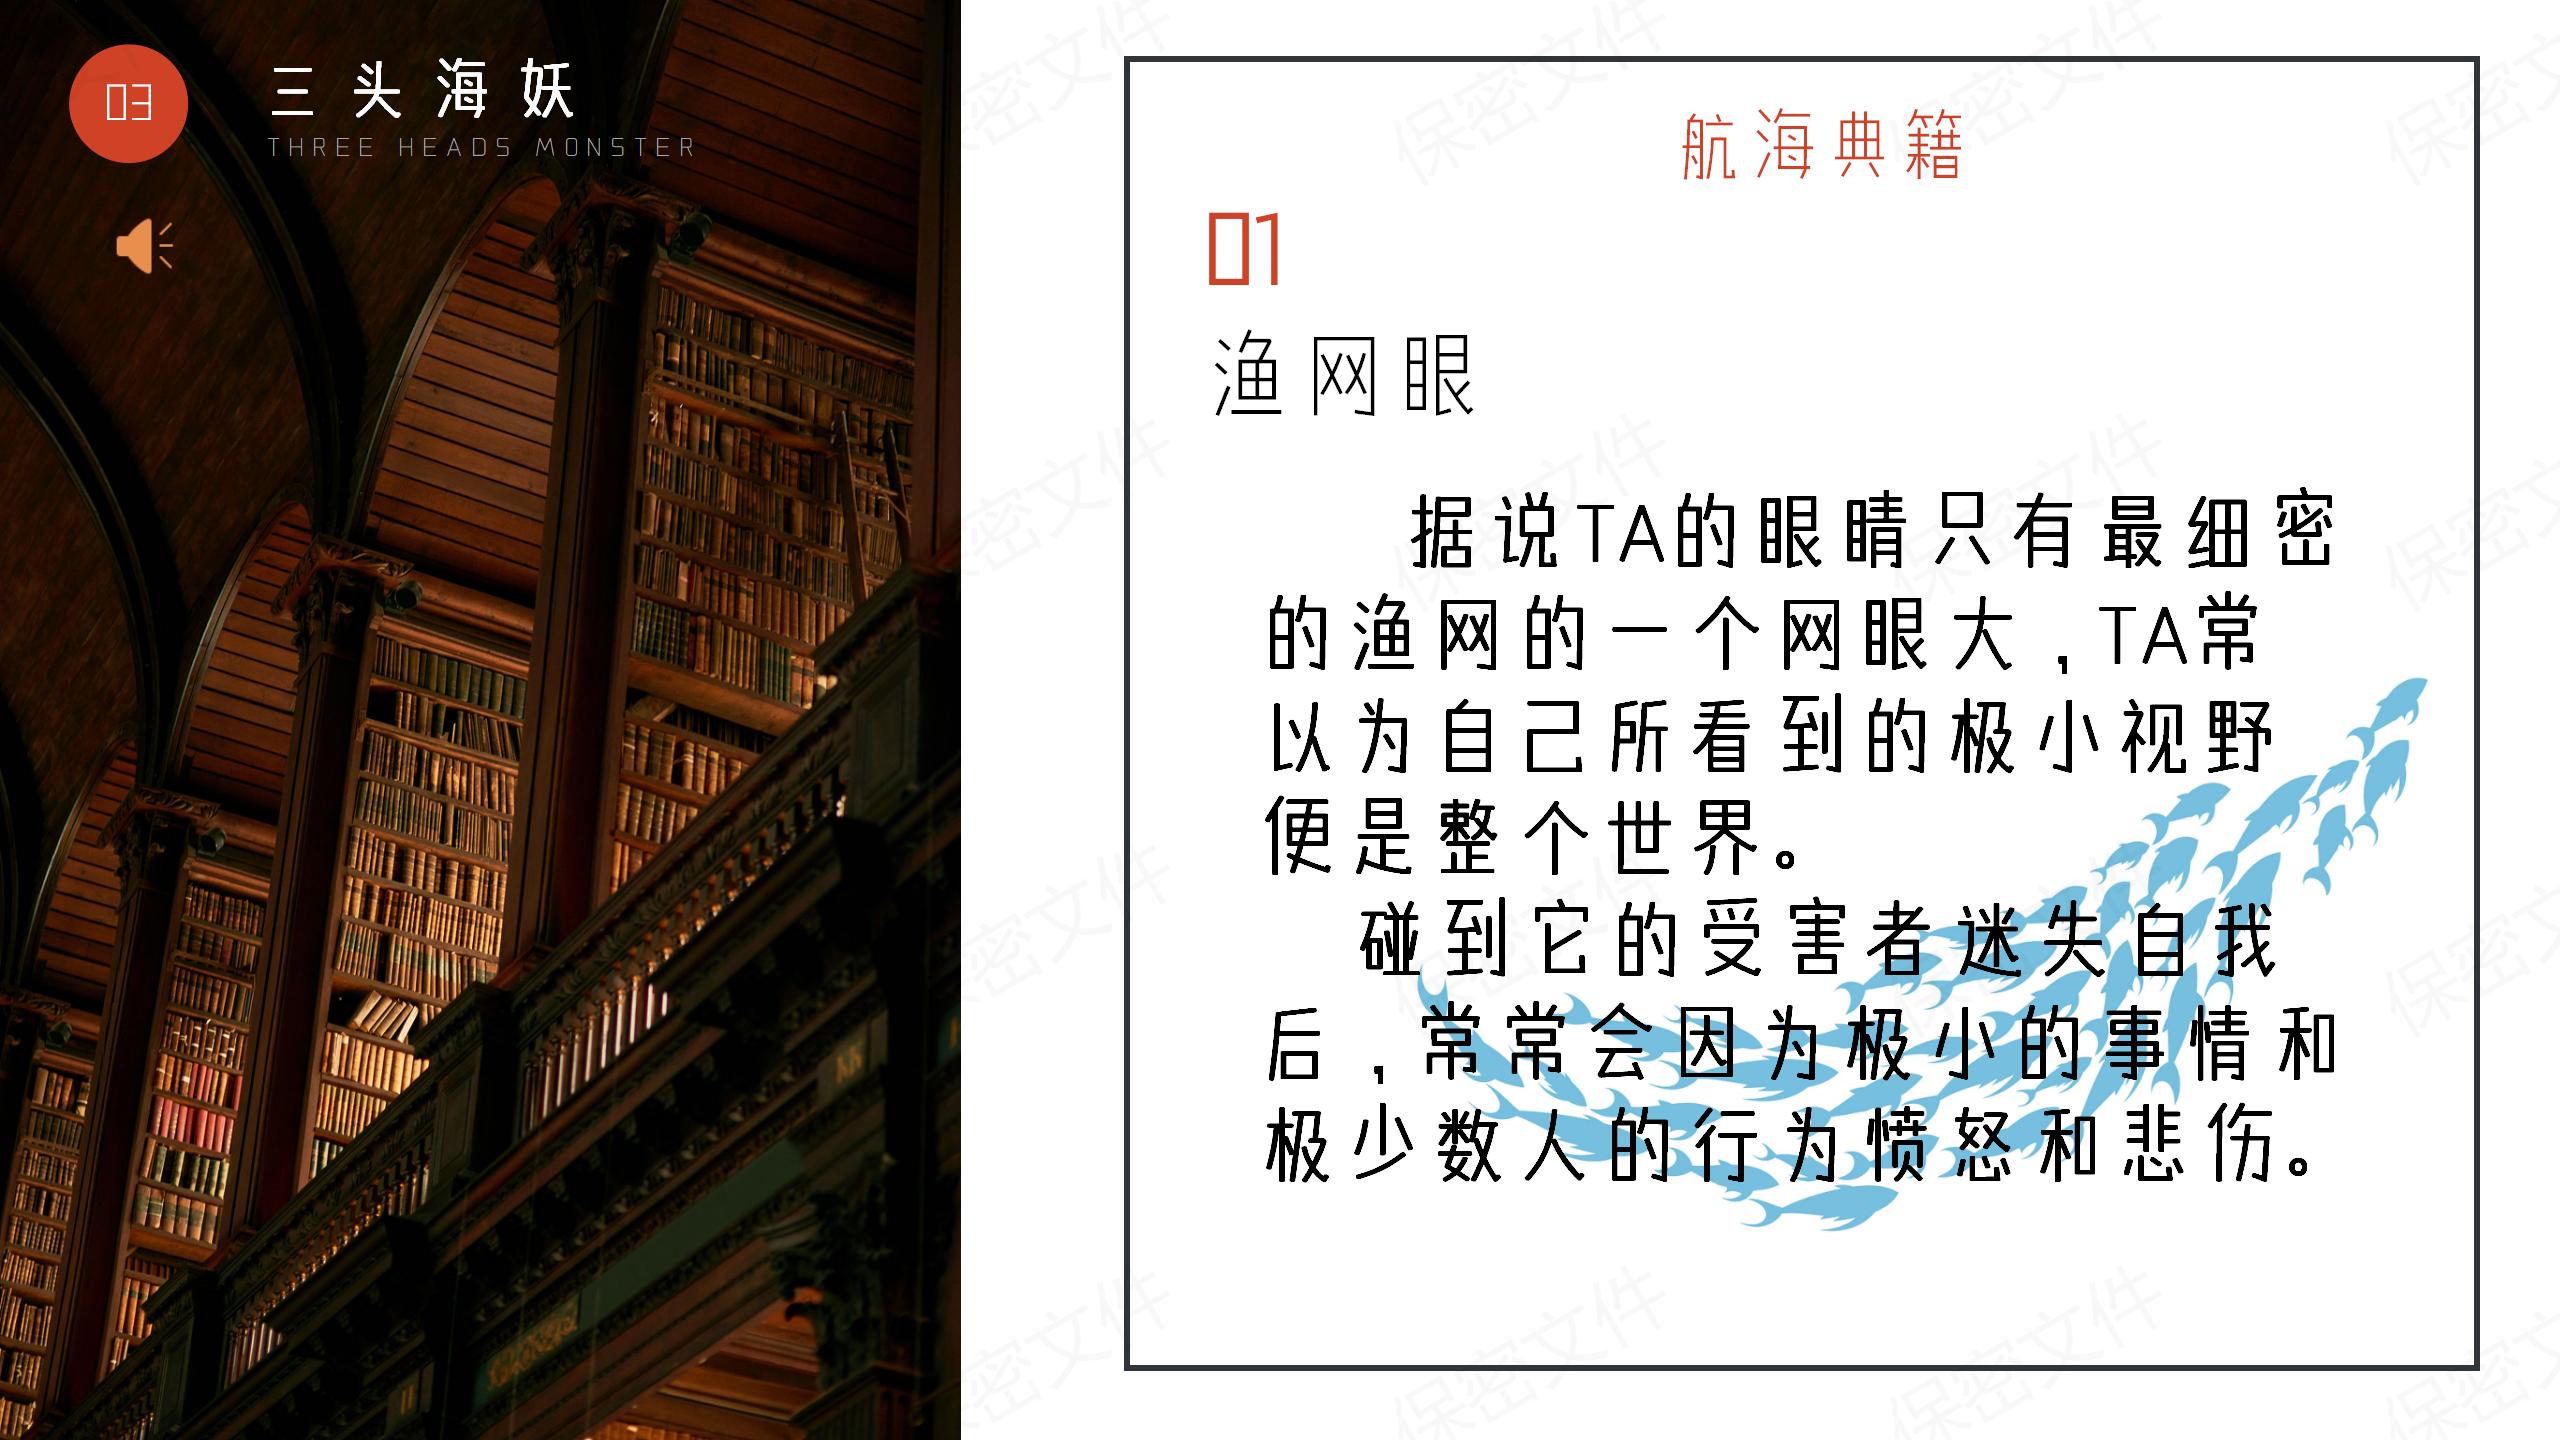 03
三头海妖
THREE HEADS MONSTER
航海典籍
01
渔网眼
据说TA的眼睛只有最细密
的渔网的一个网眼大,TA常
以为自己所看到的极小视野
便是整个世界。
碰到它的受害者迷失自我
后,常常会因为极小的事情和
极少数人的行为愤怒和悲伤。
保密文件